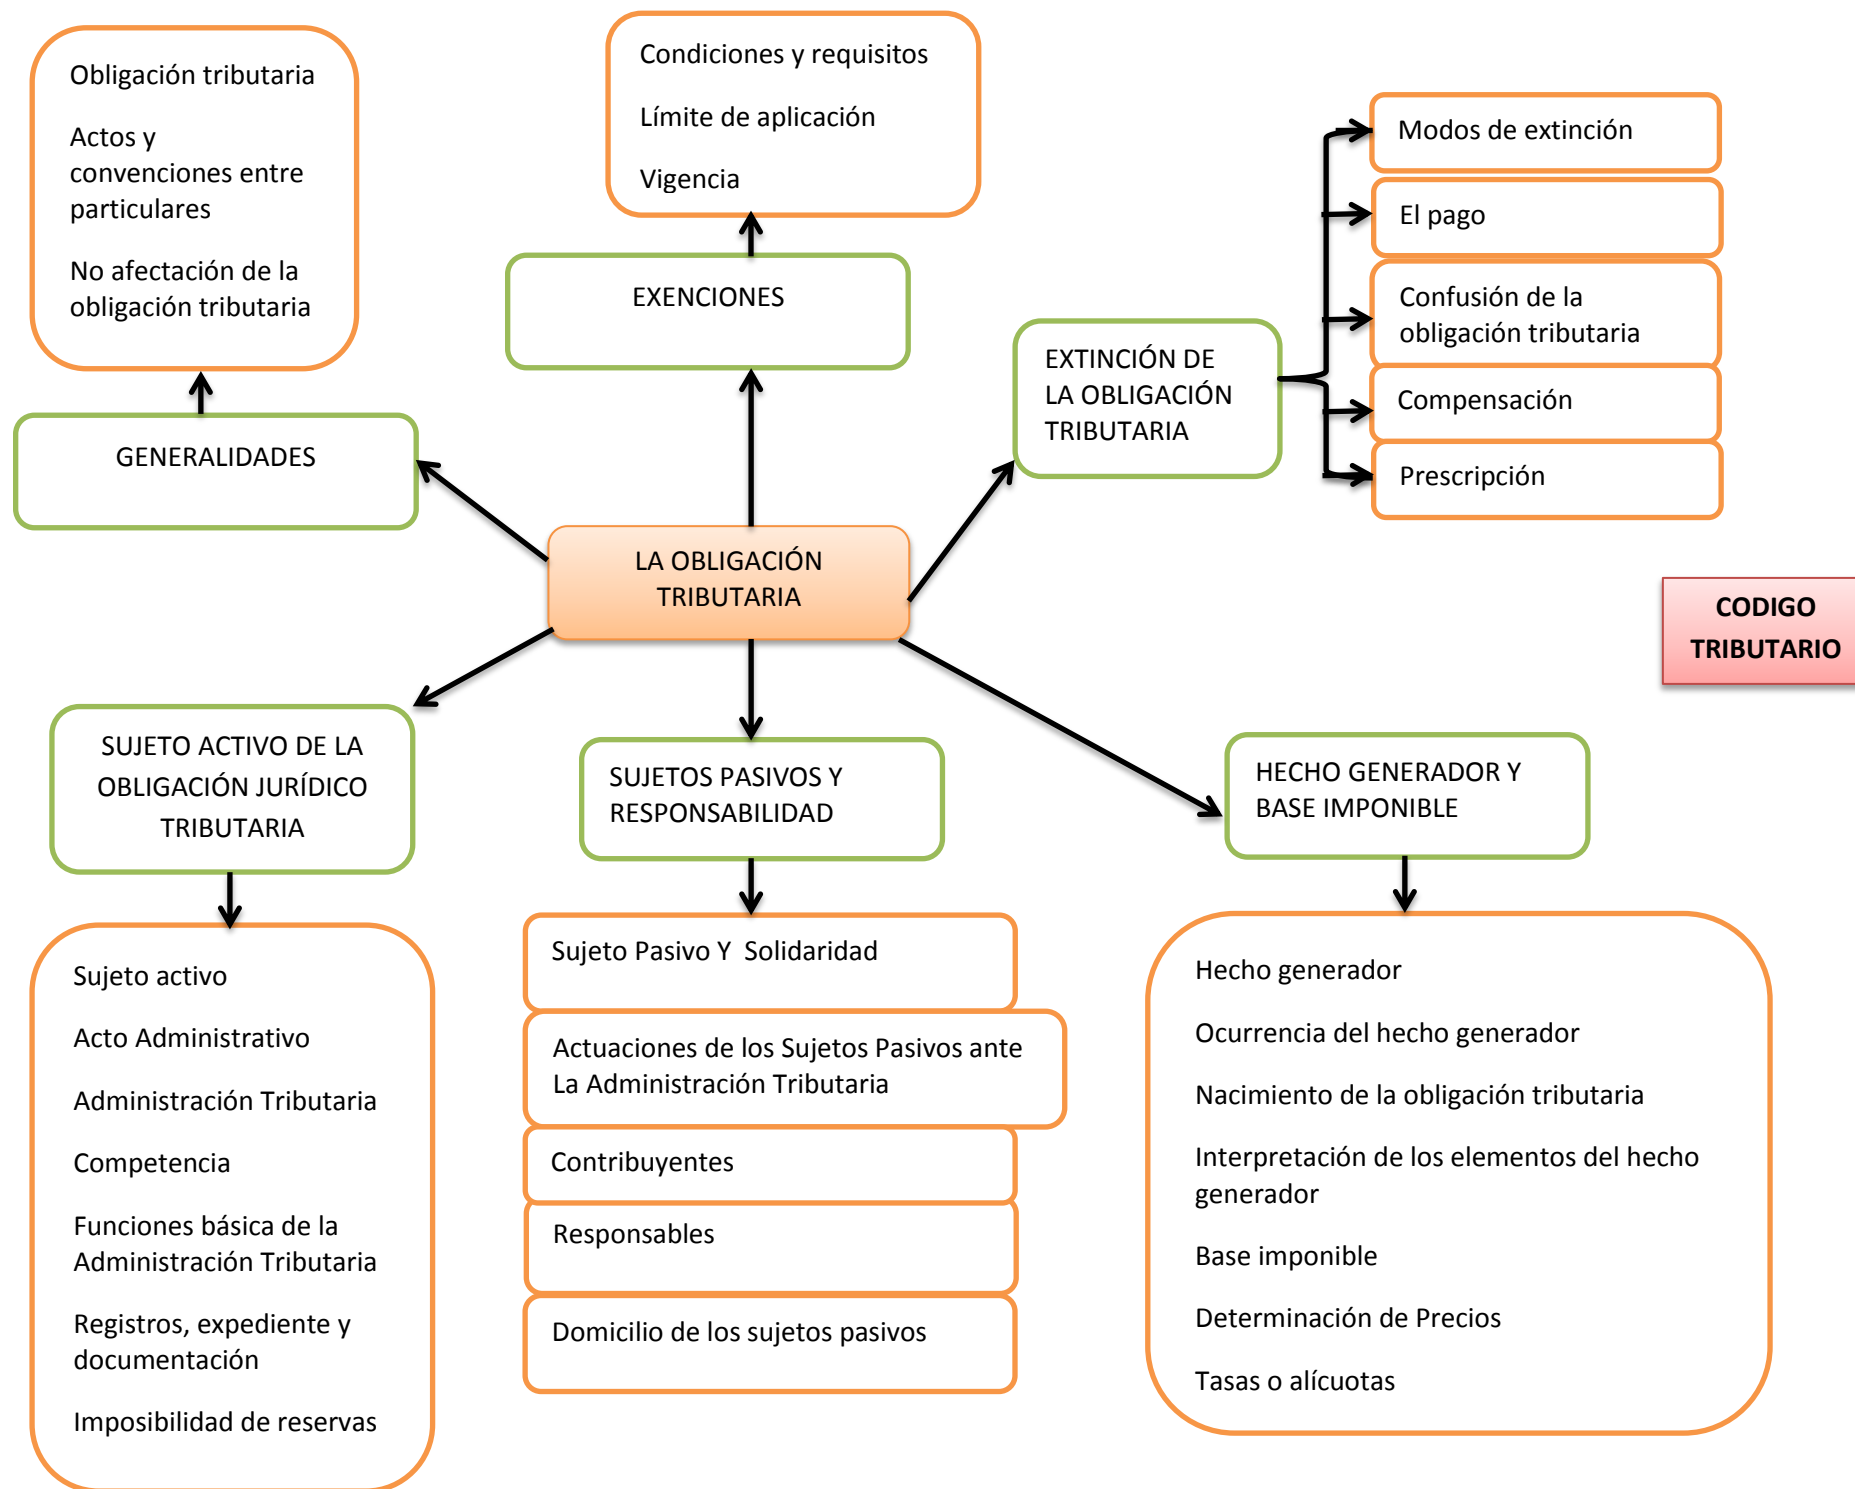 Obligación tributaria
Actos y
convenciones entre
particulares
No afectación de la
obligación tributaria
GENERALIDADES
Condiciones y requisitos
Límite de aplicación
Vigencia
EXENCIONES
EXTINCIÓN DE
LA OBLIGACIÓN
TRIBUTARIA
Modos de extinción
El pago
Confusión de la
obligación tributaria
Compensación
Prescripción
LA OBLIGACIÓN
TRIBUTARIA
CODIGO
TRIBUTARIO
SUJETO ACTIVO DE LA
OBLIGACIÓN JURÍDICO
TRIBUTARIA
Sujeto activo
Acto Administrativo
Administración Tributaria
Competencia
Funciones básica de la
Administración Tributaria
Registros, expediente y
documentación
Imposibilidad de reservas
SUJETOS PASIVOS Y
RESPONSABILIDAD
Sujeto Pasivo Y  Solidaridad
Actuaciones de los Sujetos Pasivos ante
La Administración Tributaria
Contribuyentes
Responsables
Domicilio de los sujetos pasivos
HECHO GENERADOR Y
BASE IMPONIBLE
Hecho generador
Ocurrencia del hecho generador
Nacimiento de la obligación tributaria
Interpretación de los elementos del hecho
generador
Base imponible
Determinación de Precios
Tasas o alícuotas